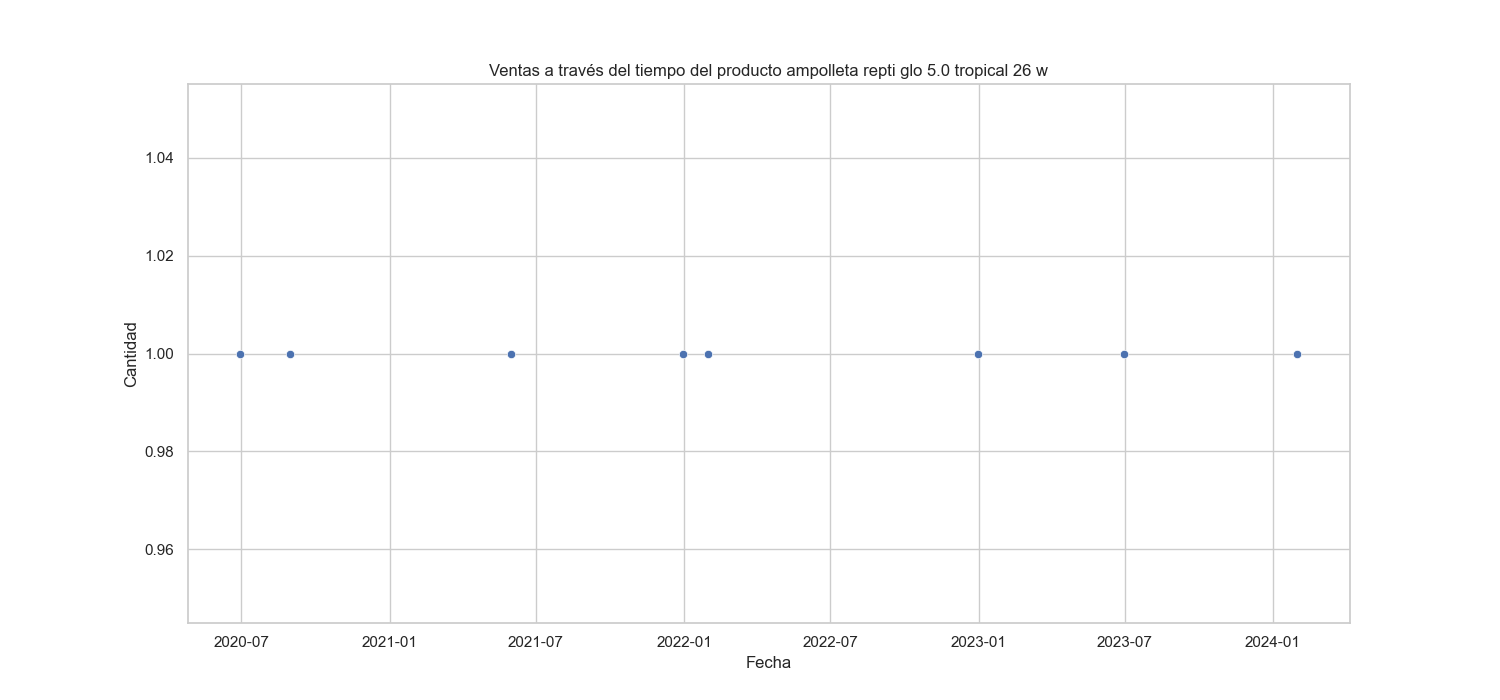 Ventas a través del tiempo del producto ampolleta repti glo 5.0 tropical 26 w
1.04
1.02
1.00
0.98
0.96
Cantidad
2020-07 2021-01 2021-07 2022-01 2022-07 2023-01 2023-07 2024-01
Fecha